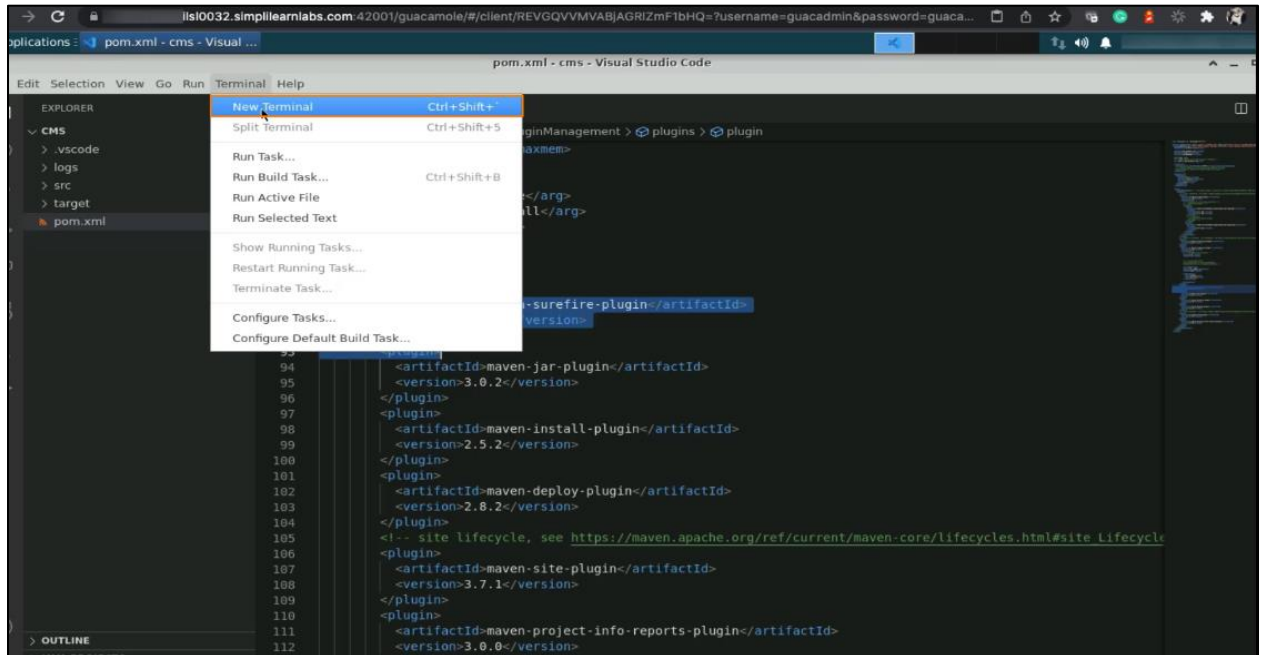 ilsl0032.simplilearnlabs.com:42001/guacamole/#/client/REVGQVVMVABjAGRIZmF1bHQ=?username=guacadmin&password=guaca...
pplications : pom.xml - cms - Visual ...
pom.xml - cms - Visual Studio Code
Edit Selection View Go Run Terminal Help
EXPLORER
New Terminal Ctrl+Shift+`
CMS
Split Terminal Ctrl+Shift+5
ginManagement > plugins > plugin
> .vscode
Run Task...
axmem>
> logs
Run Build Task... Ctrl+Shift+B
> src
Run Active File
</arg>
> target
Run Selected Text
all</arg>
pom.xml
Show Running Tasks...
Restart Running Task...
Terminate Task...
-surefire-plugin</artifactId>
Configure Tasks...
version>
Configure Default Build Task...
93 <plugin>
94 <artifactId>maven-jar-plugin</artifactId>
95 <version>3.0.2</version>
96 </plugin>
97 <plugin>
98 <artifactId>maven-install-plugin</artifactId>
99 <version>2.5.2</version>
100 </plugin>
101 <plugin>
102 <artifactId>maven-deploy-plugin</artifactId>
103 <version>2.8.2</version>
104 </plugin>
105 <!-- site lifecycle, see https://maven.apache.org/ref/current/maven-core/lifecycles.html#site_Lifecycle
106 <plugin>
107 <artifactId>maven-site-plugin</artifactId>
108 <version>3.7.1</version>
109 </plugin>
110 <plugin>
111 <artifactId>maven-project-info-reports-plugin</artifactId>
112 <version>3.0.0</version>
> OUTLINE